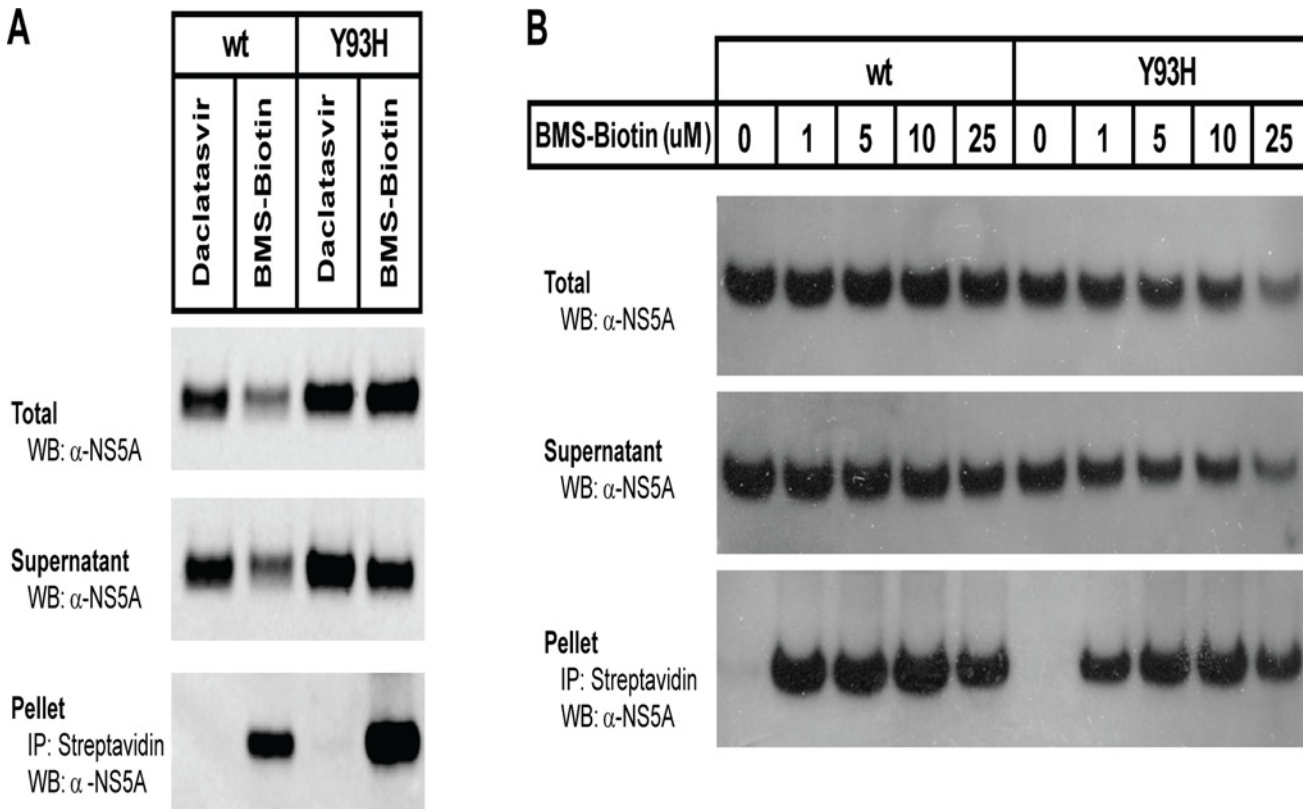 A
wt Y93H
Daclatasvir BMS-Biotin Daclatasvir BMS-Biotin
Total
WB: α-NS5A
Supernatant
WB: α-NS5A
Pellet
IP: Streptavidin
WB: α -NS5A
B
wt Y93H
BMS-Biotin (uM) 0 1 5 10 25 0 1 5 10 25
Total
WB: α-NS5A
Supernatant
WB: α-NS5A
Pellet
IP: Streptavidin
WB: α-NS5A